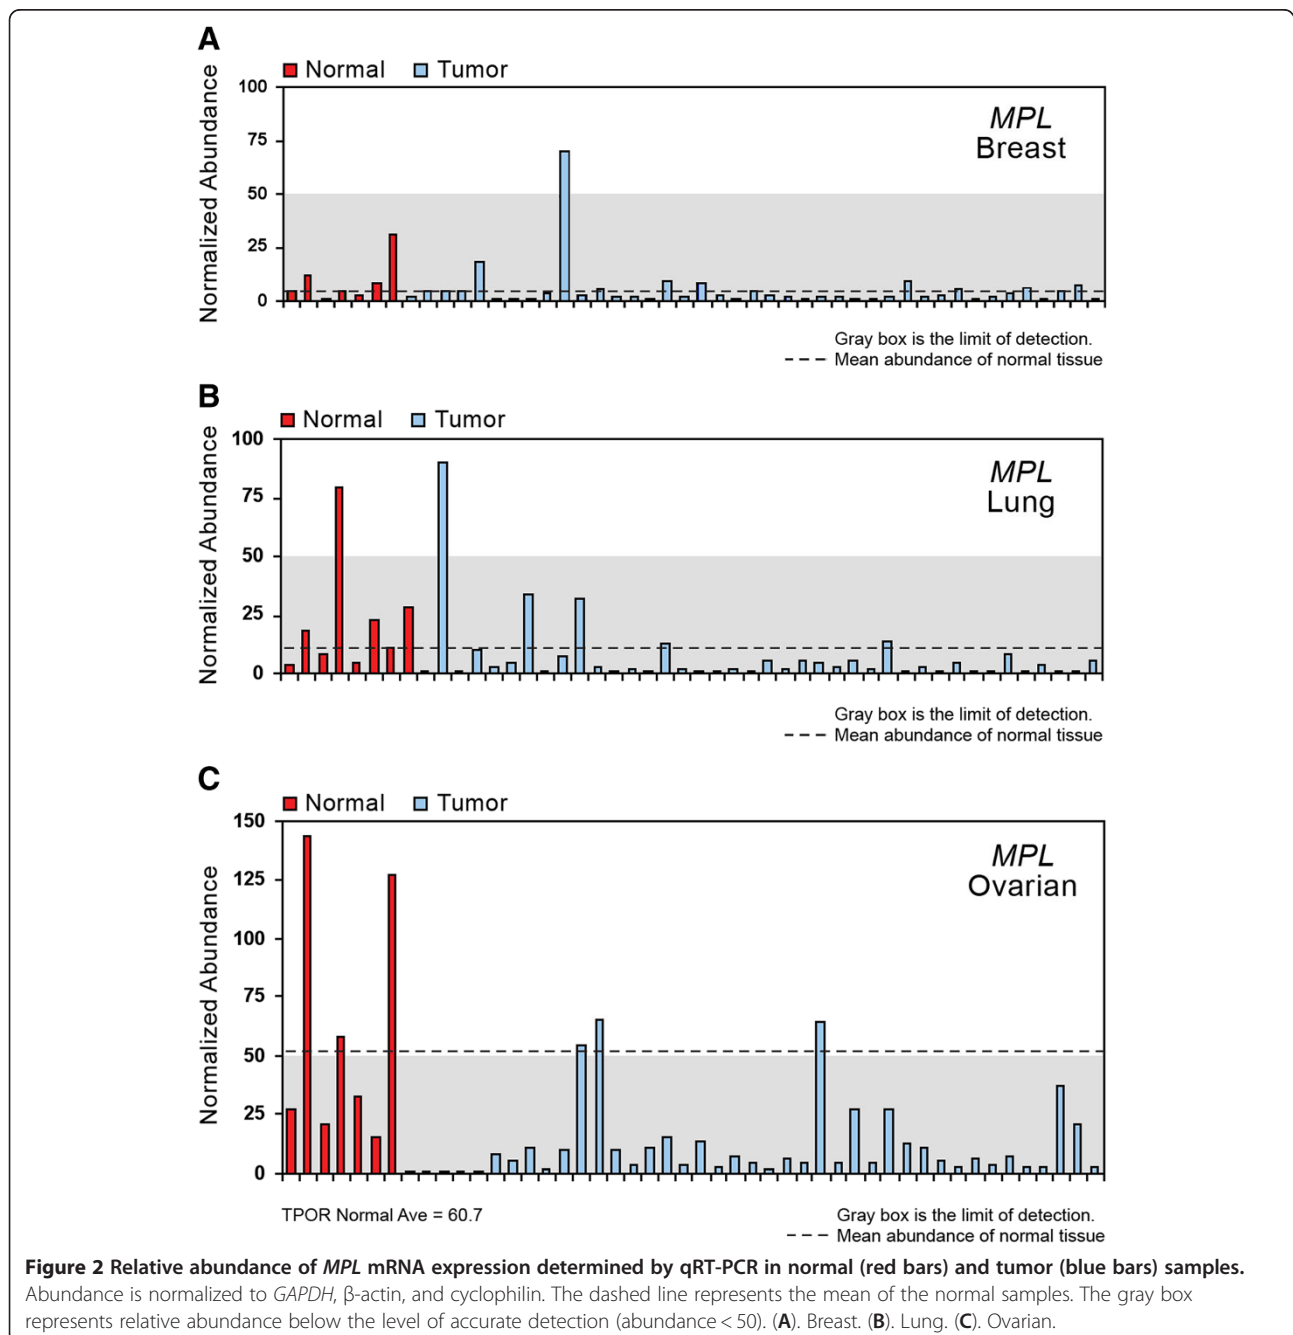 A
Normal Tumor
Normalized Abundance
100
75
50
25
0
MPL
Breast
Gray box is the limit of detection.
Mean abundance of normal tissue
B
Normal Tumor
Normalized Abundance
100
75
50
25
0
MPL
Lung
Gray box is the limit of detection.
Mean abundance of normal tissue
C
Normal Tumor
Normalized Abundance
150
125
100
75
50
25
0
MPL
Ovarian
TPOR Normal Ave = 60.7
Gray box is the limit of detection.
Mean abundance of normal tissue
Figure 2 Relative abundance of MPL mRNA expression determined by qRT-PCR in normal (red bars) and tumor (blue bars) samples.
Abundance is normalized to GAPDH, β-actin, and cyclophilin. The dashed line represents the mean of the normal samples. The gray box
represents relative abundance below the level of accurate detection (abundance < 50). (A). Breast. (B). Lung. (C). Ovarian.